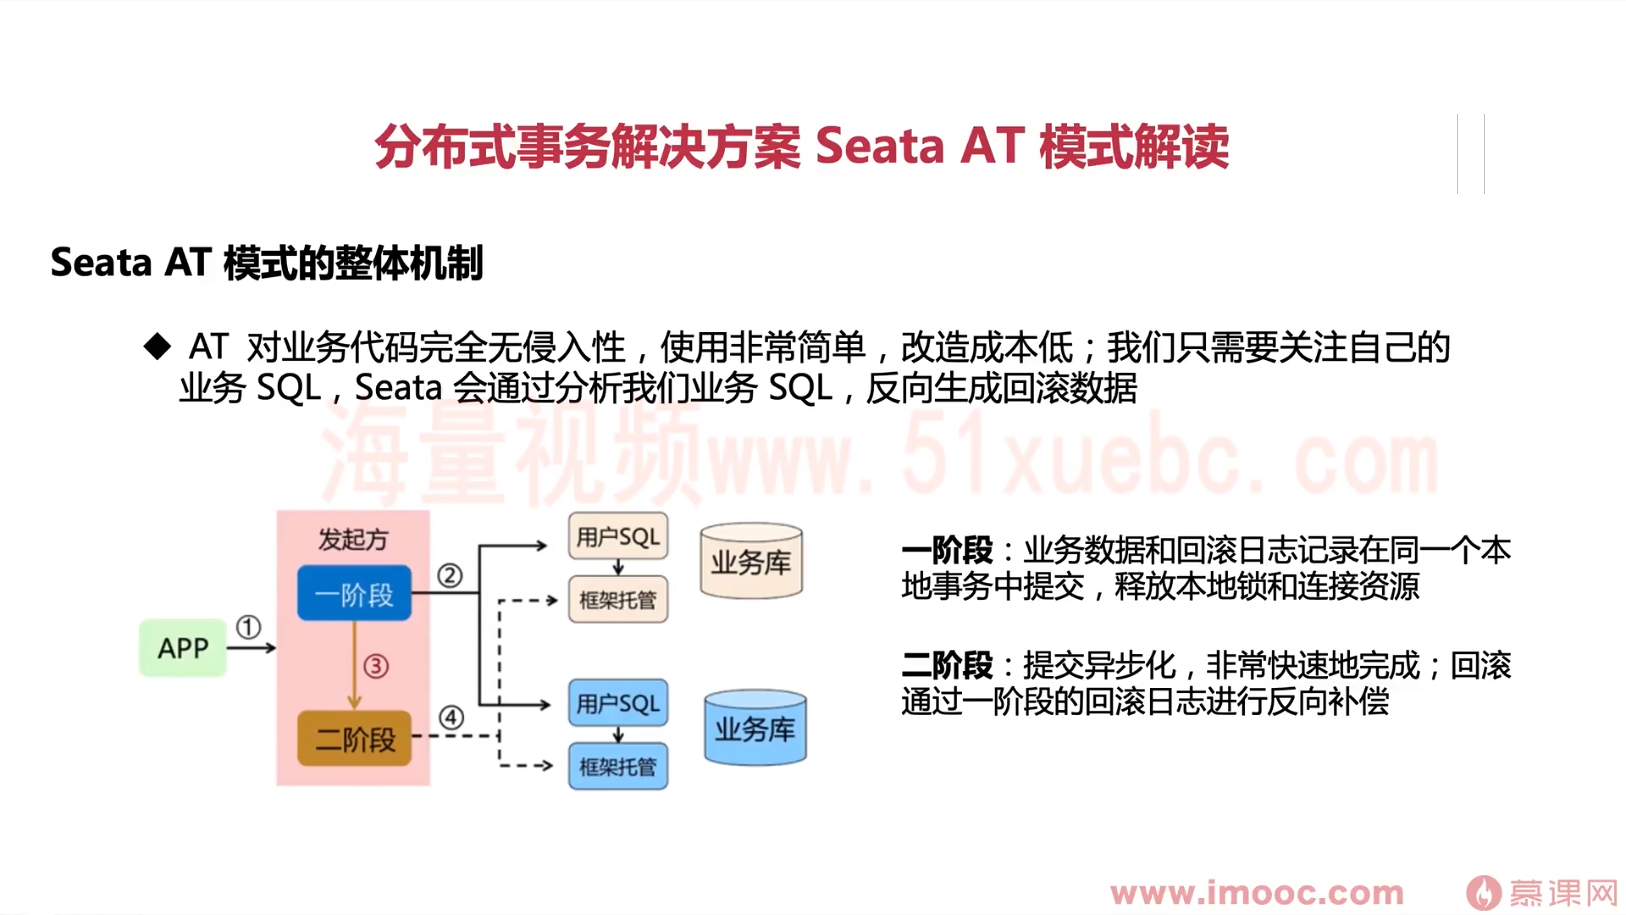 分布式事务解决方案 Seata AT 模式解读
Seata AT 模式的整体机制
◆ AT 对业务代码完全无侵入性，使用非常简单，改造成本低；我们只需要关注自己的
业务 SQL，Seata 会通过分析我们业务 SQL，反向生成回滚数据
海量视频www.51xuebc.com
发起方
一阶段
二阶段
APP
①
②
③
④
用户SQL
框架托管
业务库
用户SQL
框架托管
业务库
一阶段：业务数据和回滚日志记录在同一个本
地事务中提交，释放本地锁和连接资源
二阶段：提交异步化，非常快速地完成；回滚
通过一阶段的回滚日志进行反向补偿
www.imooc.com
慕课网